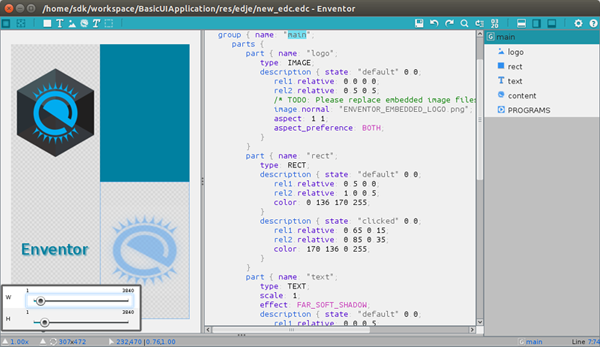 /home/sdk/workspace/BasicUIApplication/res/edje/new_edc.edc - Enventor
group { name "main";
parts {
part { name "logo";
type IMAGE;
description { state "default" 0 0;
rel1 relative 0 0 0 0;
rel2 relative 0 5 0 5;
/* TODO: Please replace embedded image files
image normal "ENVENTOR_EMBEDDED_LOGO png";
aspect 1 1;
aspect_preference BOTH;
}
}
part { name "rect";
type RECT;
description { state "default" 0 0;
rel1 relative 0 5 0 0;
rel2 relative 1 0 0 5;
color 0 136 170 255;
}
description { state "clicked" 0 0;
rel1 relative 0 65 0 15;
rel2 relative 0 85 0 35;
color 170 136 0 255;
}
}
part { name "text";
type TEXT;
scale 1;
effect FAR_SOFT_SHADOW;
description { state "default" 0 0;
rel1 relative 0 0 0 5
main
logo
rect
text
content
PROGRAMS
Enventor
1 3840
W
1 3840
H
1.00x
307x472
232,470 |0.76,1.00
main
Line 7:74